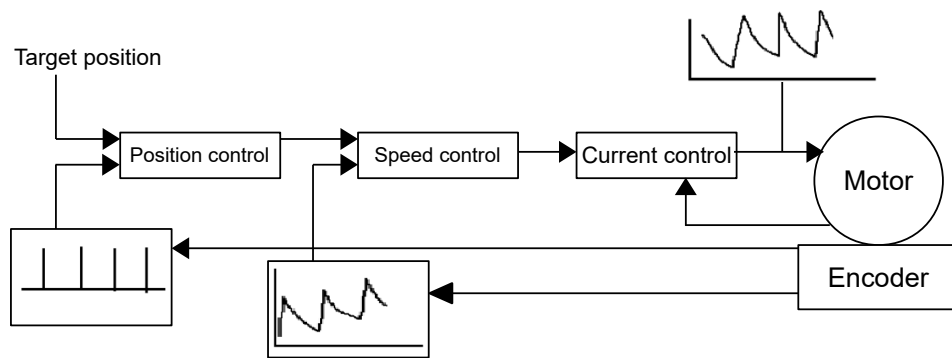 Target position
Position control
Speed control
Current control
Motor
Encoder